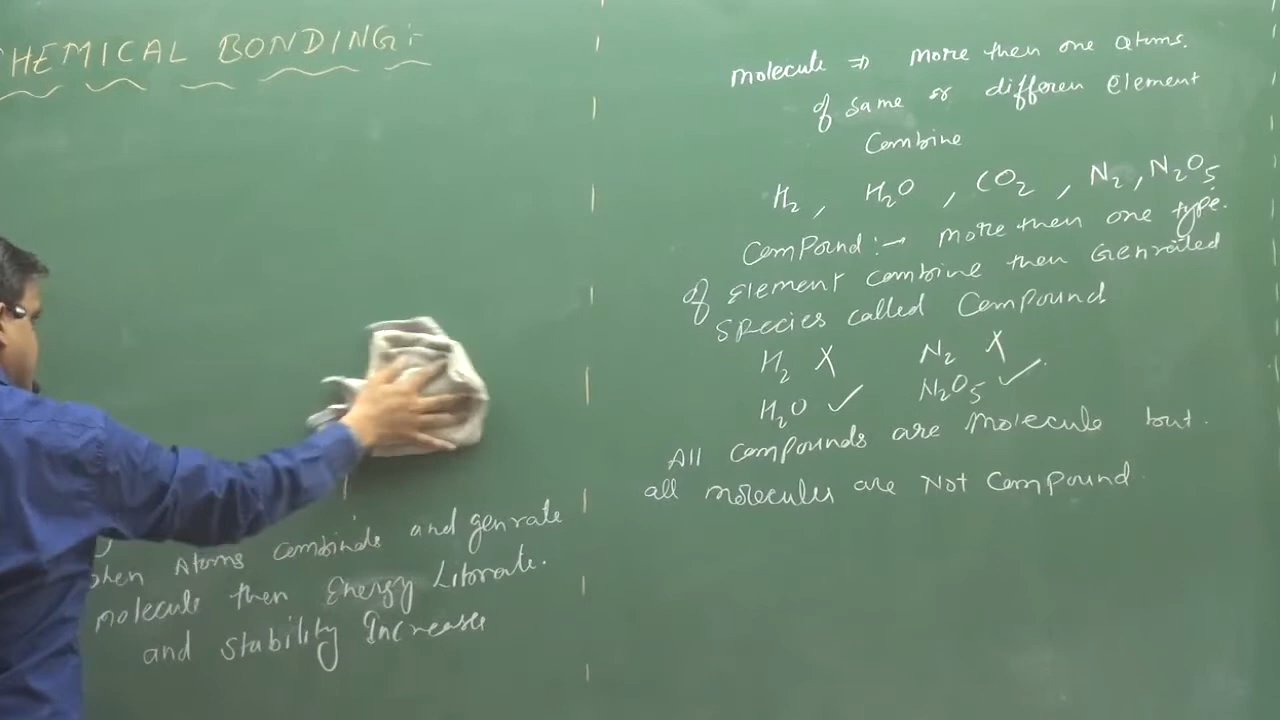 HEMICAL BONDING:-
when Atoms combinds and genrate
molecule then Energy Librate.
and stability Increase
Molecule ⇒ More then one atoms.
of same or differen Element
Combine
H₂, H₂O, CO₂, N₂, N₂O₅
Compound:→ More then one type.
of Element combine then Genrated
species called Compound
H₂ X N₂ X
H₂O ✓ N₂O₅ ✓
All Compounds are Molecule but.
all molecules are Not Compound